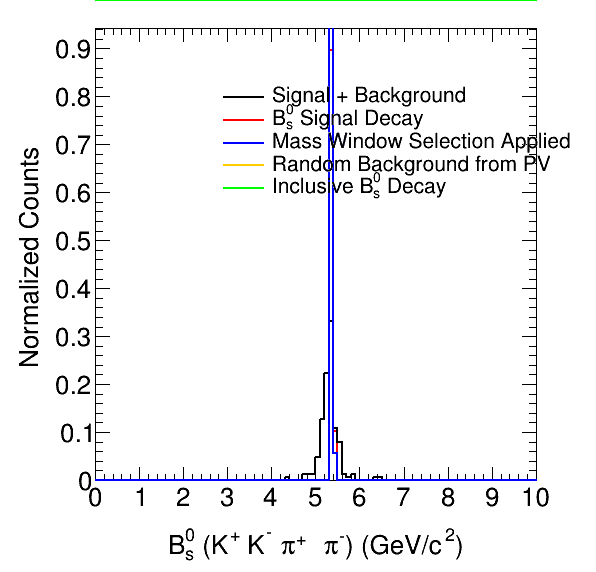 0.9
0.8
0.7
0.6
0.5
0.4
0.3
0.2
0.1
0
Normalized Counts
Signal + Background
B⁰ₛ Signal Decay
Mass Window Selection Applied
Random Background from PV
Inclusive B⁰ₛ Decay
0 1 2 3 4 5 6 7 8 9 10
B⁰ₛ (K⁺ K⁻ π⁺ π⁻) (GeV/c²)